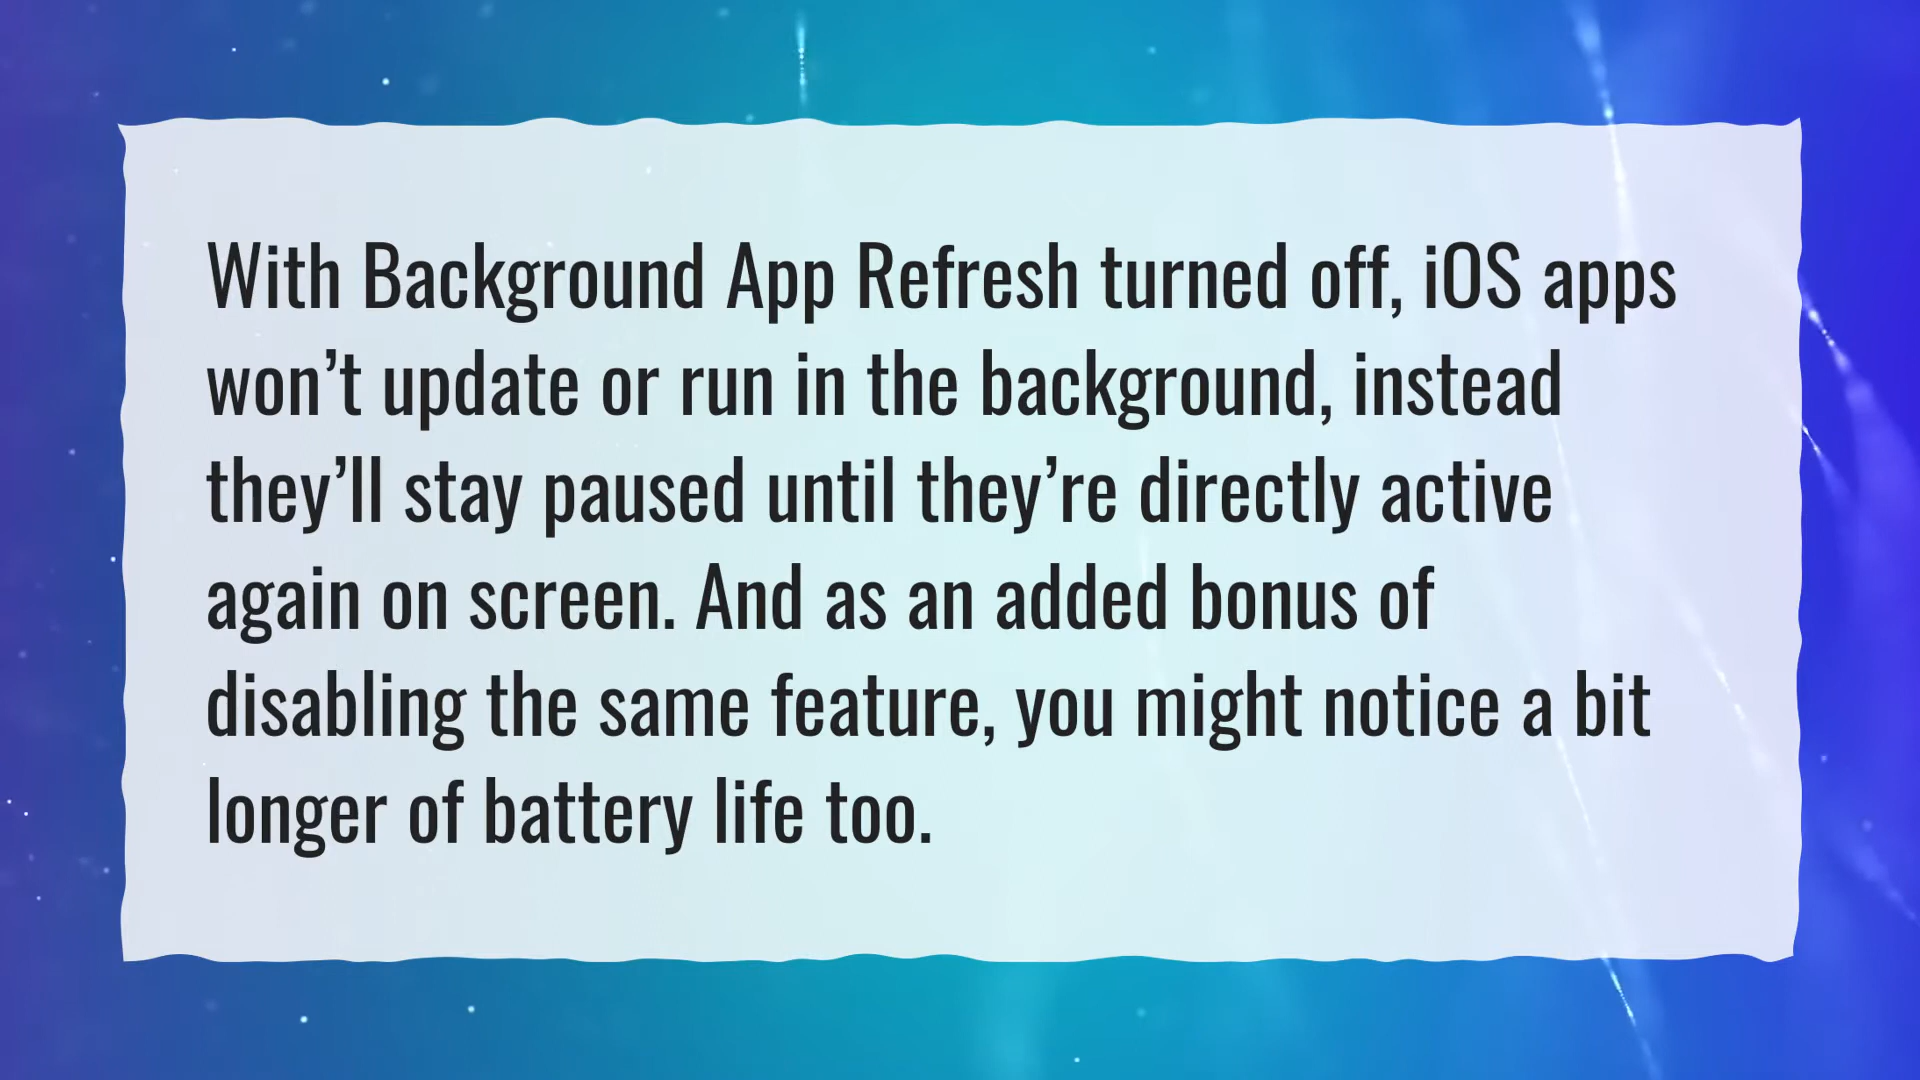 With Background App Refresh turned off, iOS apps
won’t update or run in the background, instead
they’ll stay paused until they’re directly active
again on screen. And as an added bonus of
disabling the same feature, you might notice a bit
longer of battery life too.